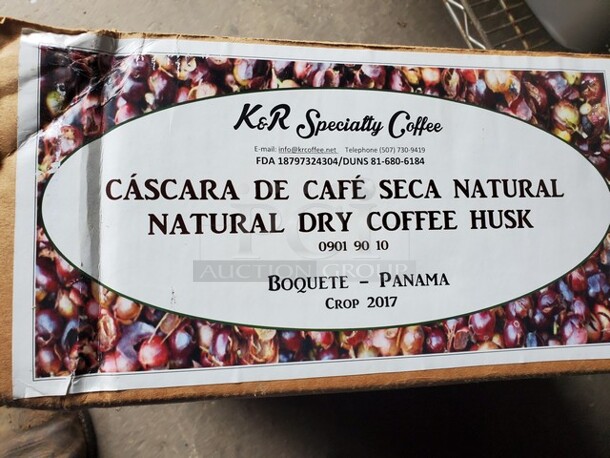 K&R Specialty Coffee
E-mail: info@krcoffee.net Telephone (507) 730-9419
FDA 18797324304/DUNS 81-680-6184
CÁSCARA DE CAFÉ SECA NATURAL
NATURAL DRY COFFEE HUSK
0901 90 10
AUCTION GROUP
BOQUETE - PANAMA
CROP 2017